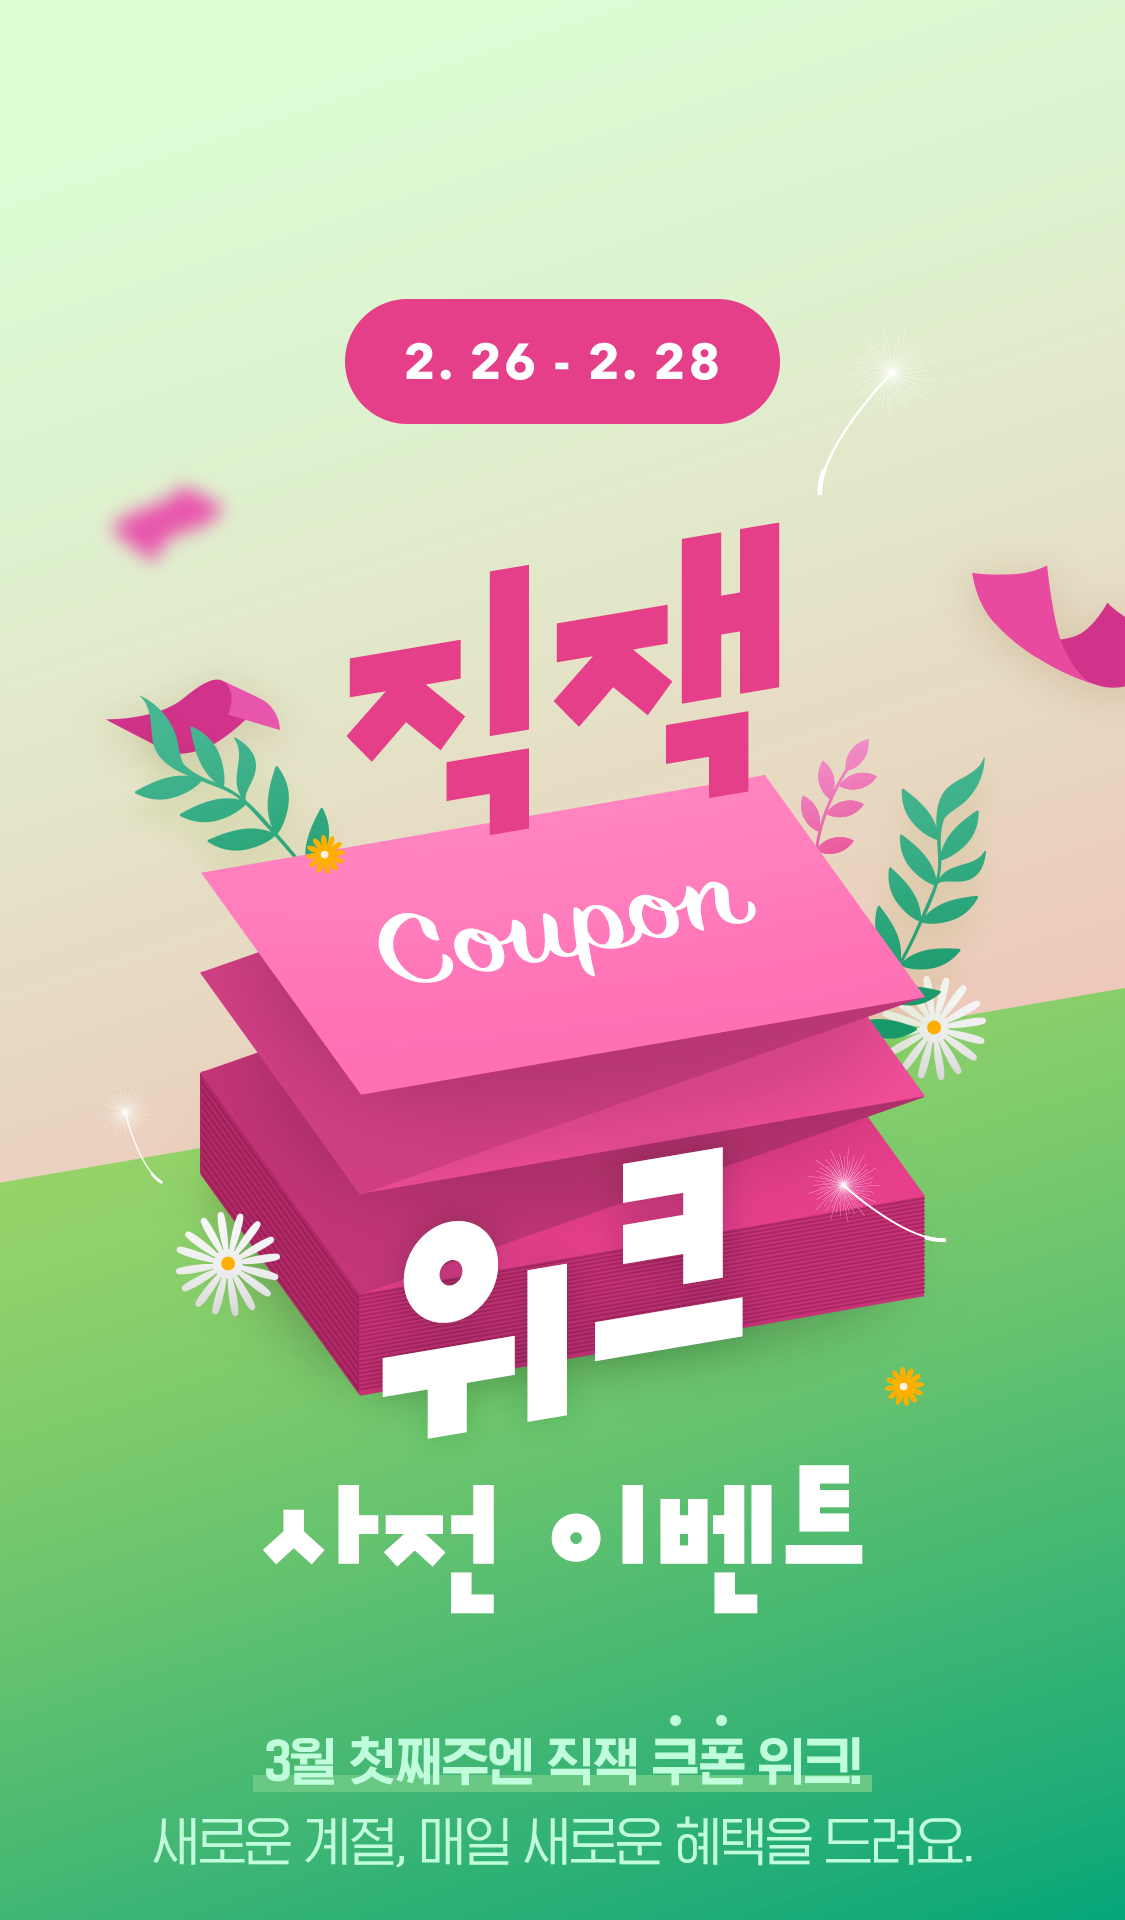 2. 26 - 2. 28
직잭
Coupon
위크
사전 이벤트
3월 첫째주엔 직잭 쿠폰 위크!
새로운 계절, 매일 새로운 혜택을 드려요.